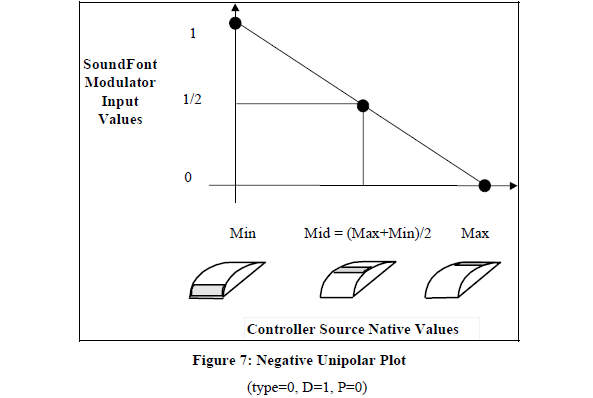 1
SoundFont
Modulator
Input
Values
1/2
0
Min Mid = (Max+Min)/2 Max
Controller Source Native Values
Figure 7: Negative Unipolar Plot
(type=0, D=1, P=0)